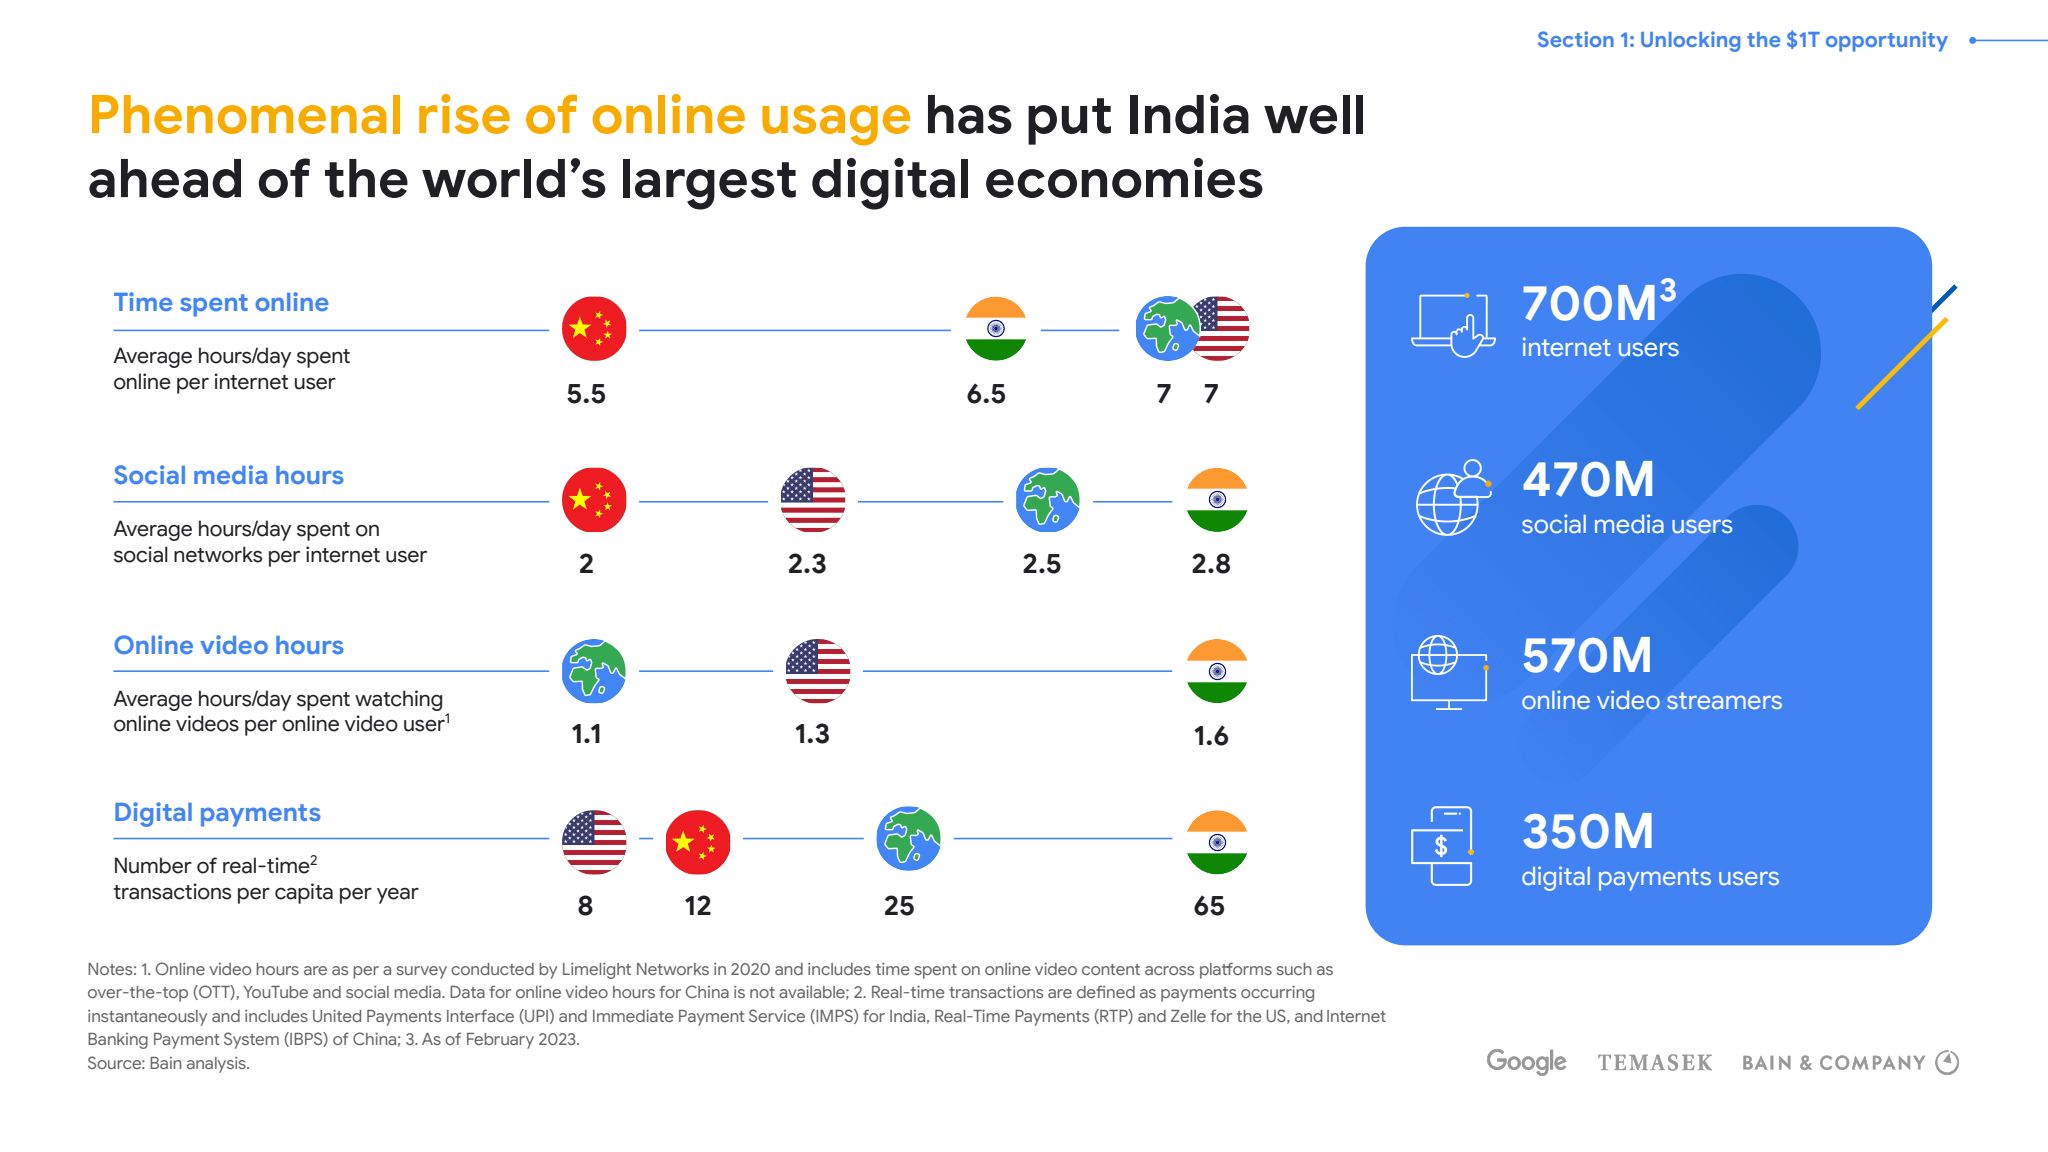 Section 1: Unlocking the $1T opportunity
Phenomenal rise of online usage has put India well
ahead of the world’s largest digital economies
Time spent online
Average hours/day spent
online per internet user
5.5
6.5
7
7
Social media hours
Average hours/day spent on
social networks per internet user
2
2.3
2.5
2.8
Online video hours
Average hours/day spent watching
online videos per online video user¹
1.1
1.3
1.6
Digital payments
Number of real-time²
transactions per capita per year
8
12
25
65
700M³
internet users
470M
social media users
570M
online video streamers
$
350M
digital payments users
Notes: 1. Online video hours are as per a survey conducted by Limelight Networks in 2020 and includes time spent on online video content across platforms such as
over-the-top (OTT), YouTube and social media. Data for online video hours for China is not available; 2. Real-time transactions are defined as payments occurring
instantaneously and includes United Payments Interface (UPI) and Immediate Payment Service (IMPS) for India, Real-Time Payments (RTP) and Zelle for the US, and Internet
Banking Payment System (IBPS) of China; 3. As of February 2023.
Source: Bain analysis.
Google
TEMASEK
BAIN & COMPANY